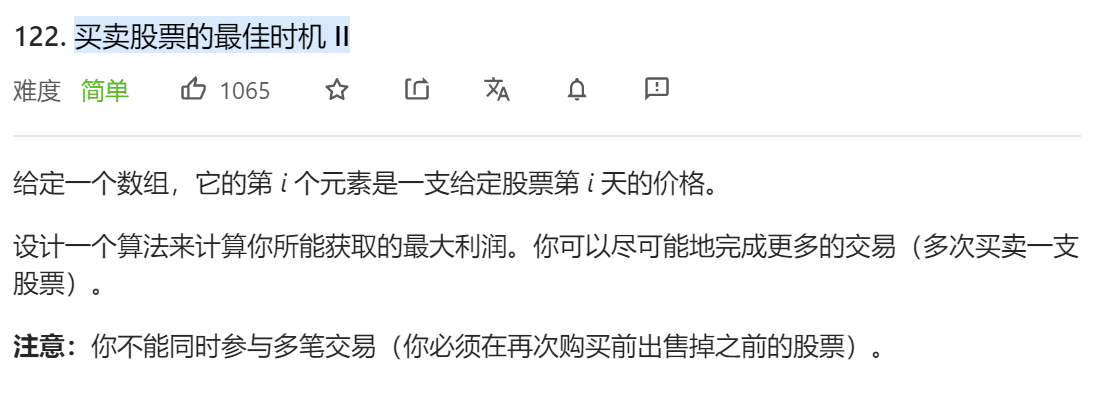 122. 买卖股票的最佳时机 II
难度 简单 1065
给定一个数组，它的第 i 个元素是一支给定股票第 i 天的价格。
设计一个算法来计算你所能获取的最大利润。你可以尽可能地完成更多的交易（多次买卖一支
股票）。
注意：你不能同时参与多笔交易（你必须在再次购买前出售掉之前的股票）。